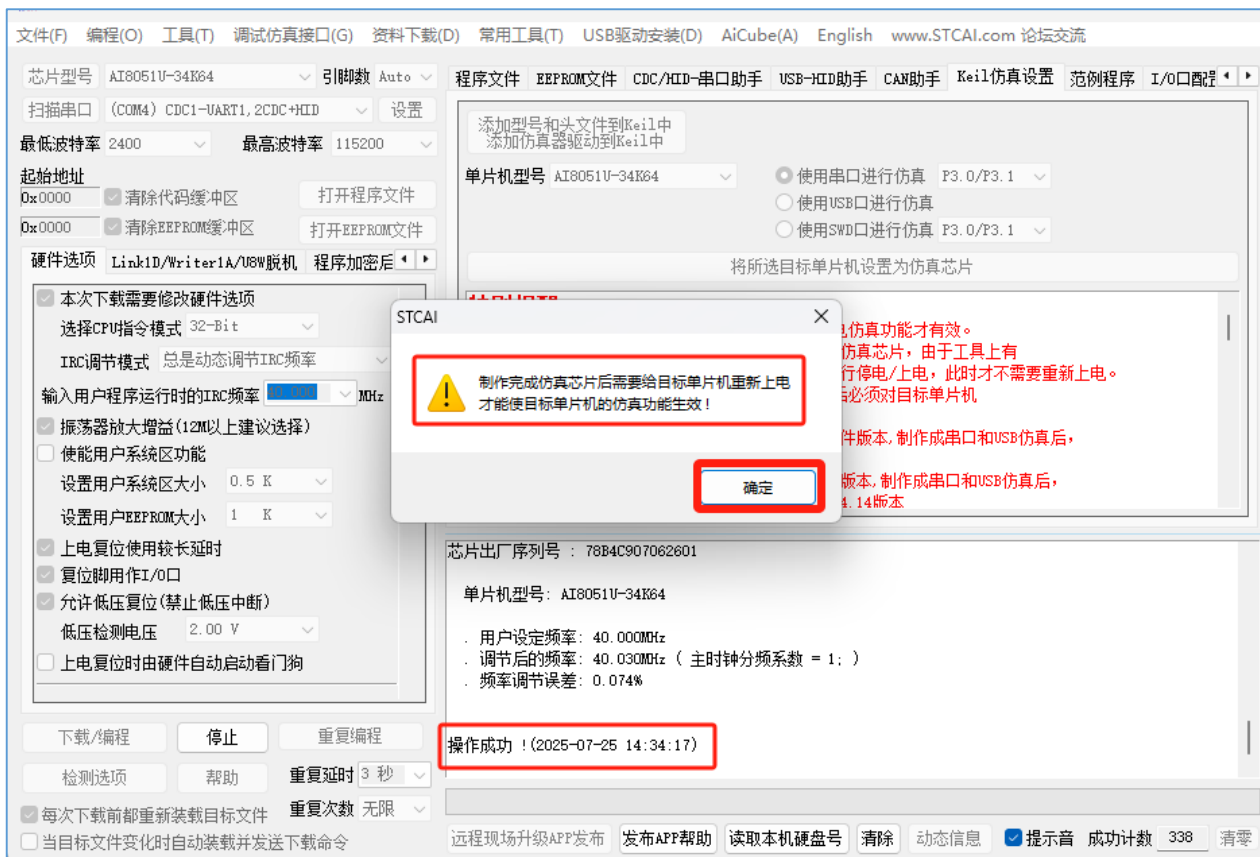 文件(F) 编程(O) 工具(T) 调试仿真接口(G) 资料下载(D) 常用工具(T) USB驱动安装(D) AiCube(A) English www.STCAI.com 论坛交流
芯片型号 AI8051U-34K64 引脚数 Auto
扫描串口 (COM4) CDC1-UART1,2CDC+HID 设置
最低波特率 2400 最高波特率 115200
起始地址
0x0000 清除代码缓冲区 打开程序文件
0x0000 清除EEPROM缓冲区 打开EEPROM文件
硬件选项 Link1D/Writer1A/U8W脱机 程序加密后
本次下载需要修改硬件选项
选择CPU指令模式 32-Bit
IRC调节模式 总是动态调节IRC频率
输入用户程序运行时的IRC频率 40.000 MHz
振荡器放大增益(12M以上建议选择)
使能用户系统区功能
设置用户系统区大小 0.5 K
设置用户EEPROM大小 1 K
上电复位使用较长延时
复位脚用作I/O口
允许低压复位(禁止低压中断)
低压检测电压 2.00 V
上电复位时由硬件自动启动看门狗
下载/编程 停止 重复编程
检测选项 帮助 重复延时 3 秒
每次下载前都重新装载目标文件 重复次数 无限
当目标文件变化时自动装载并发送下载命令
程序文件 EEPROM文件 CDC/HID-串口助手 USB-HID助手 CAN助手 Keil仿真设置 范例程序 I/O口配
添加型号和头文件到Keil中
添加仿真器驱动到Keil中
单片机型号 AI8051U-34K64 使用串口进行仿真 P3.0/P3.1
使用USB口进行仿真
使用SWD口进行仿真 P3.0/P3.1
将所选目标单片机设置为仿真芯片
仿真功能才有效。
仿真芯片，由于工具上有
行停电/上电，此时才不需要重新上电。
必须对目标单片机
件版本,制作成串口和USB仿真后，
版本,制作成串口和USB仿真后，
4.14版本
STCAI
制作完成仿真芯片后需要给目标单片机重新上电
才能使目标单片机的仿真功能生效！
确定
芯片出厂序列号 : 78B4C907062601
单片机型号: AI8051U-34K64
. 用户设定频率: 40.000MHz
. 调节后的频率: 40.030MHz ( 主时钟分频系数 = 1; )
. 频率调节误差: 0.074%
操作成功 !(2025-07-25 14:34:17)
远程现场升级APP发布 发布APP帮助 读取本机硬盘号 清除 动态信息 提示音 成功计数 338 清零